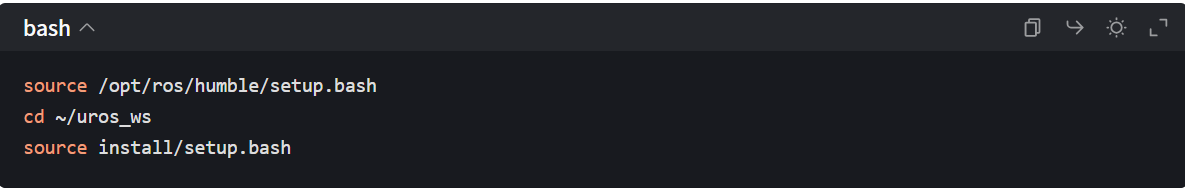 bash
source /opt/ros/humble/setup.bash
cd ~/uros_ws
source install/setup.bash